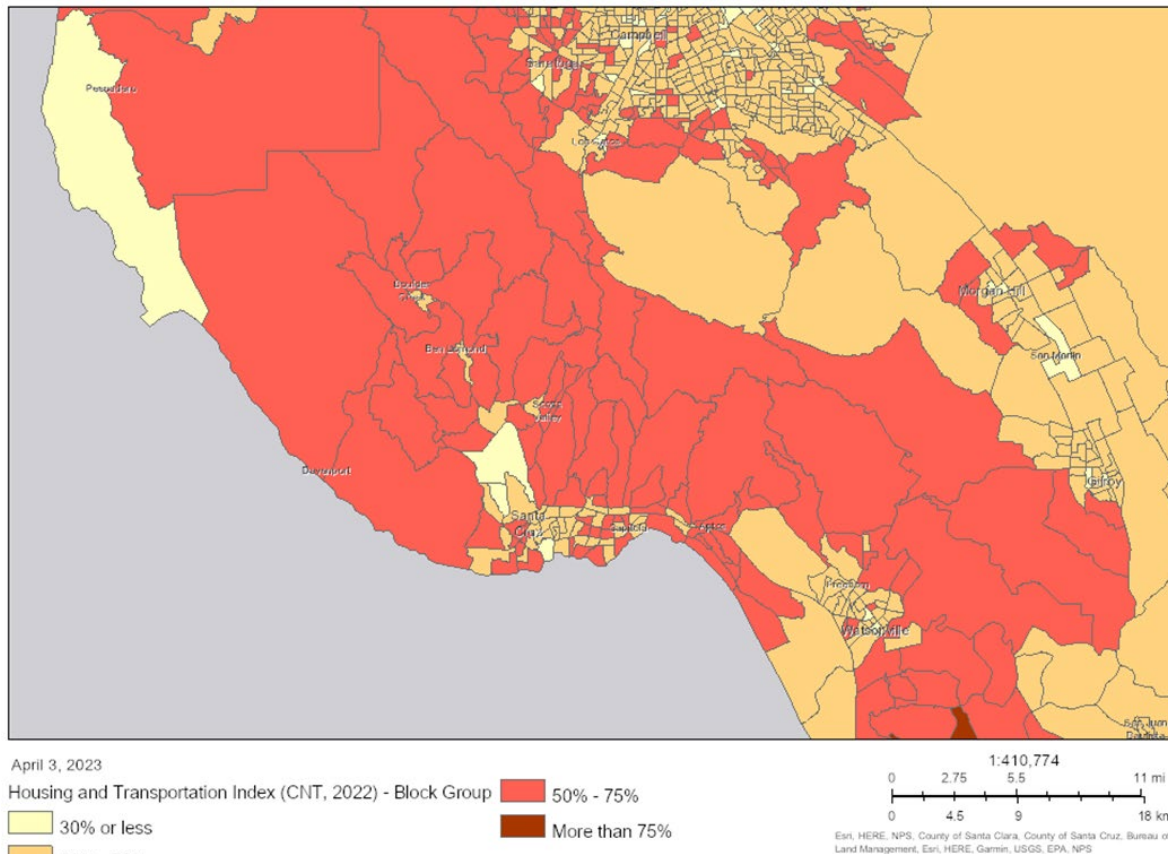 Campbell
Saratoga
Pescadero
Los Gatos
Boulder
Creek
Morgan Hill
Ben Lomond
San Martin
Scotts
Valley
Davenport
Gilroy
Santa
Cruz
Capitola
Aptos
Freedom
Watsonville
San Juan
Bautista
April 3, 2023
Housing and Transportation Index (CNT, 2022) - Block Group
30% or less
50% - 75%
More than 75%
1:410,774
0 2.75 5.5 11 mi
0 4.5 9 18 km
Esri, HERE, NPS, County of Santa Clara, County of Santa Cruz, Bureau of
Land Management, Esri, HERE, Garmin, USGS, EPA, NPS